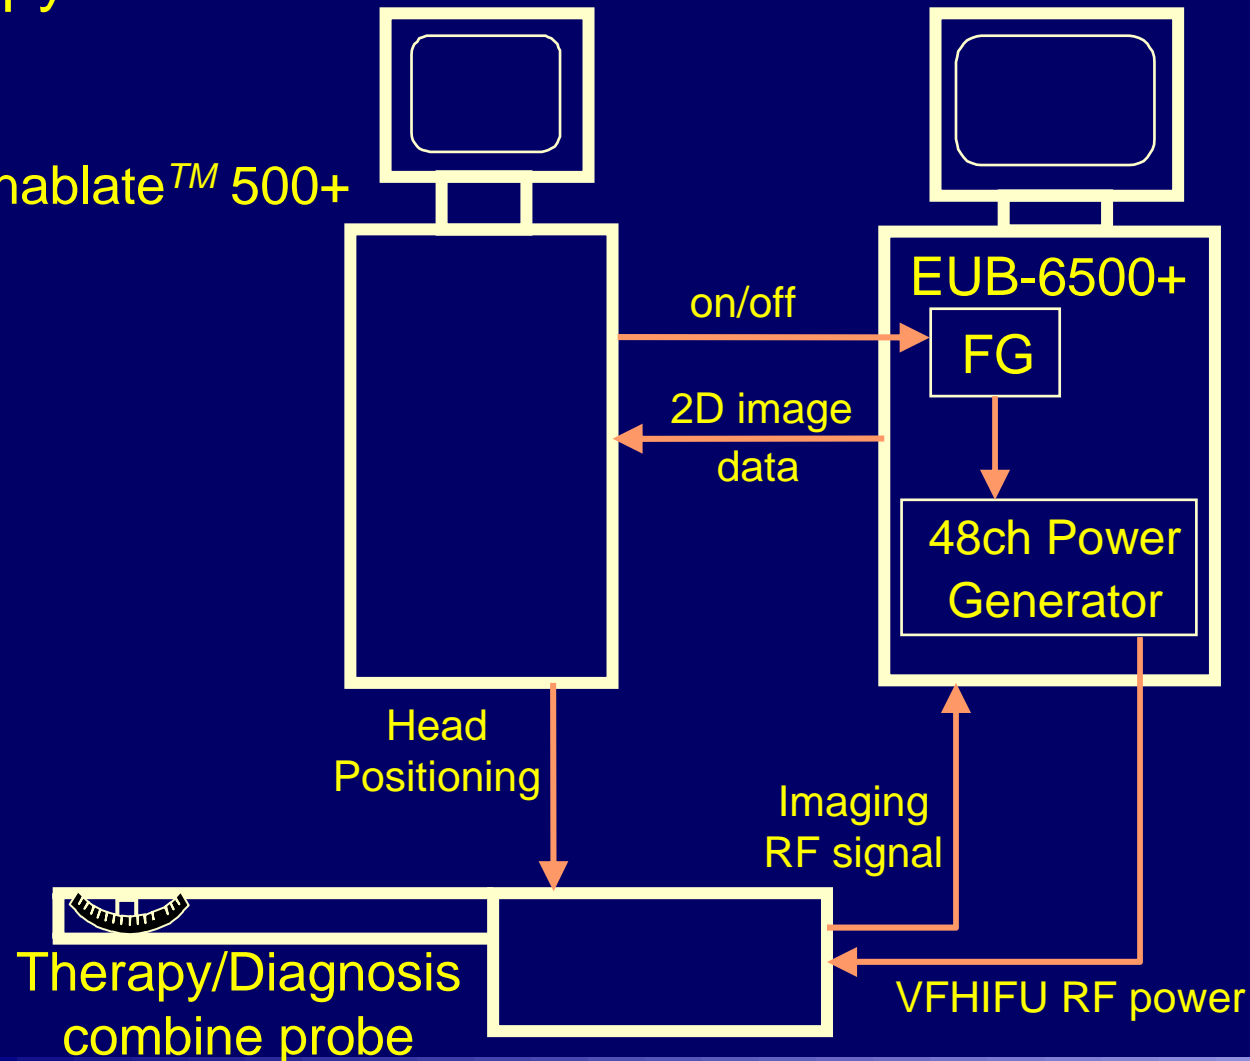 nablate™ 500+
EUB-6500+
on/off
FG
2D image
data
48ch Power
Generator
Head
Positioning
Imaging
RF signal
Therapy/Diagnosis
combine probe
VFHIFU RF power